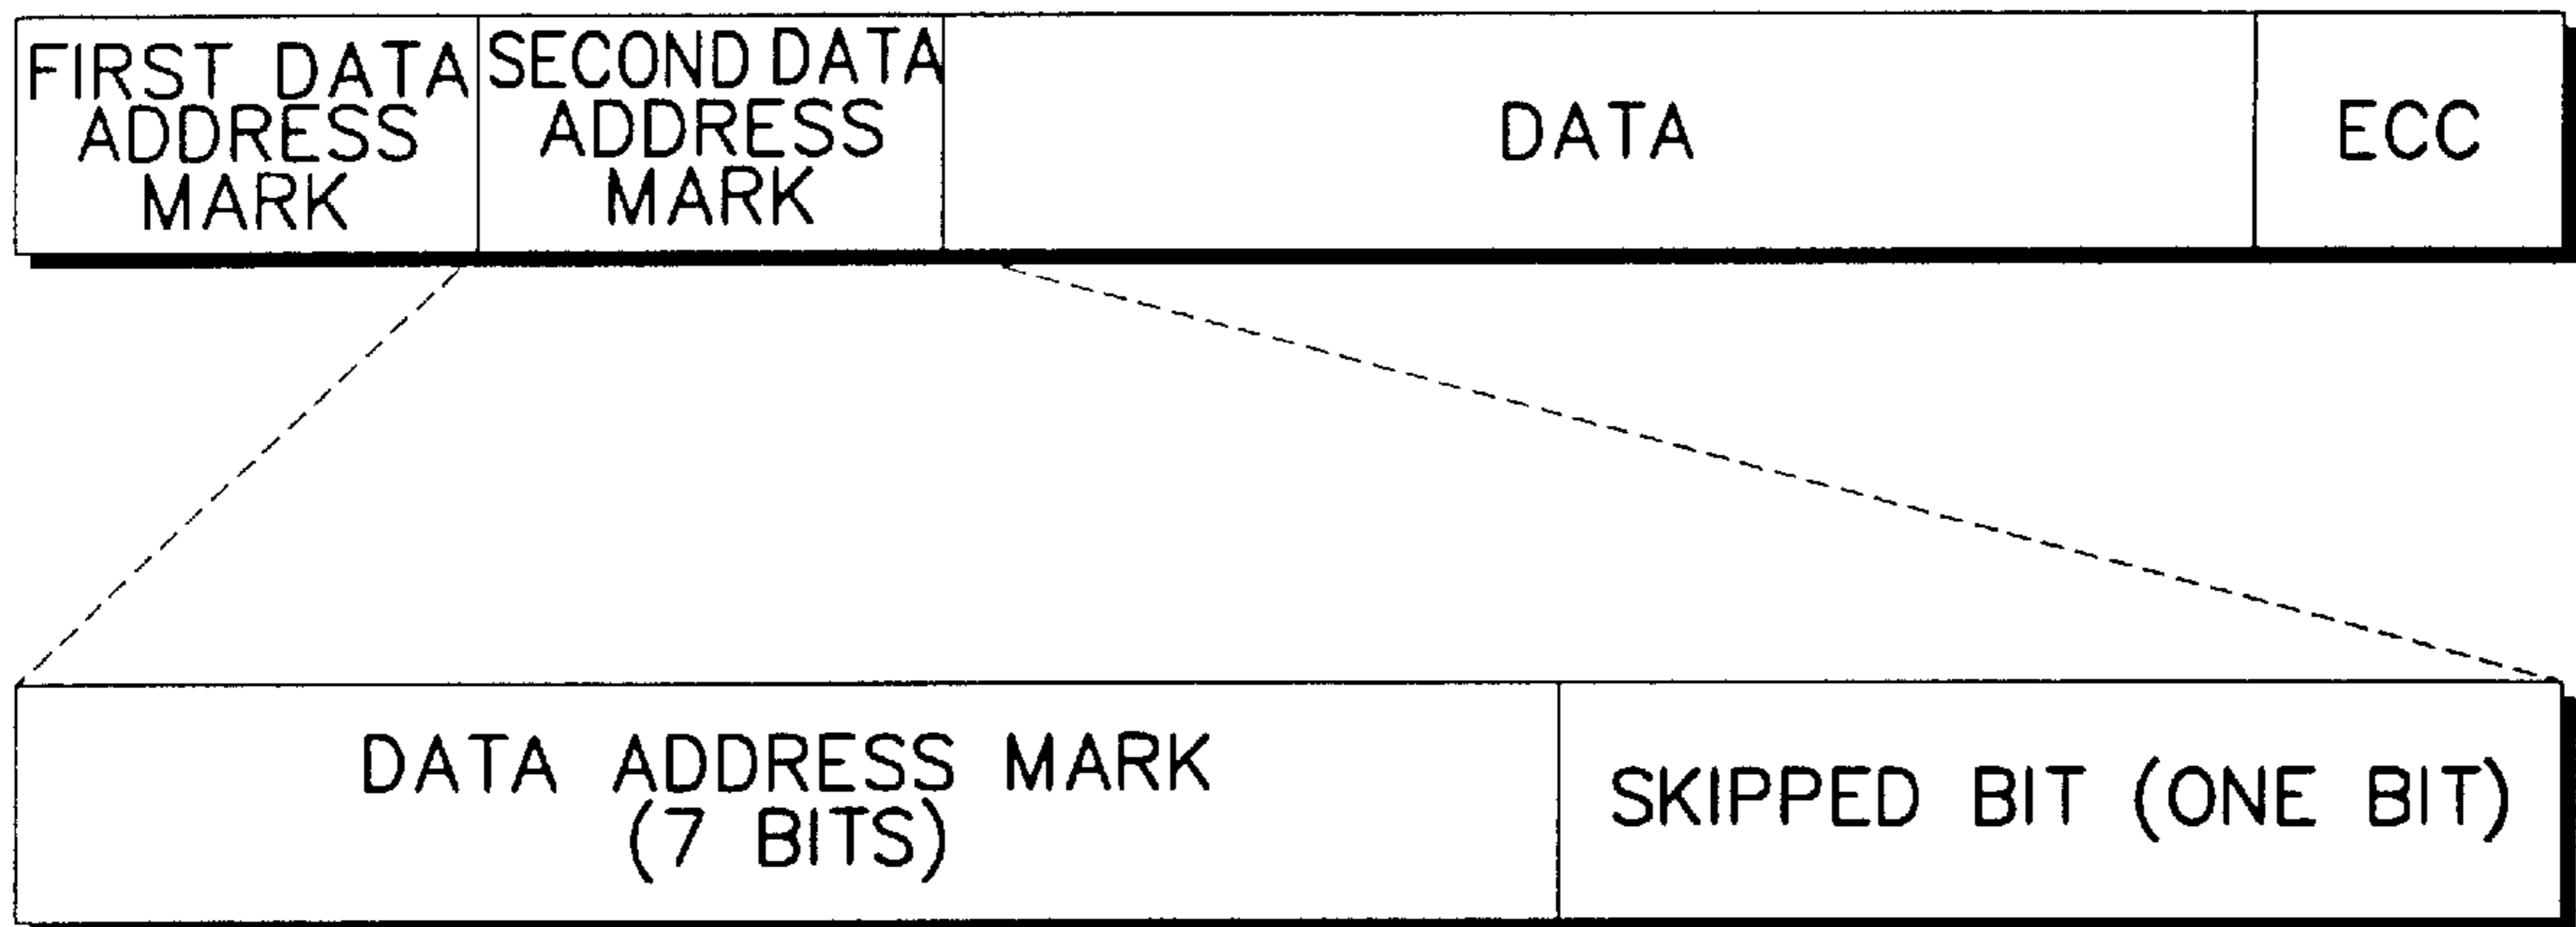 FIRST DATA
ADDRESS
MARK
SECOND DATA
ADDRESS
MARK
DATA
ECC
DATA ADDRESS MARK
(7 BITS)
SKIPPED BIT (ONE BIT)